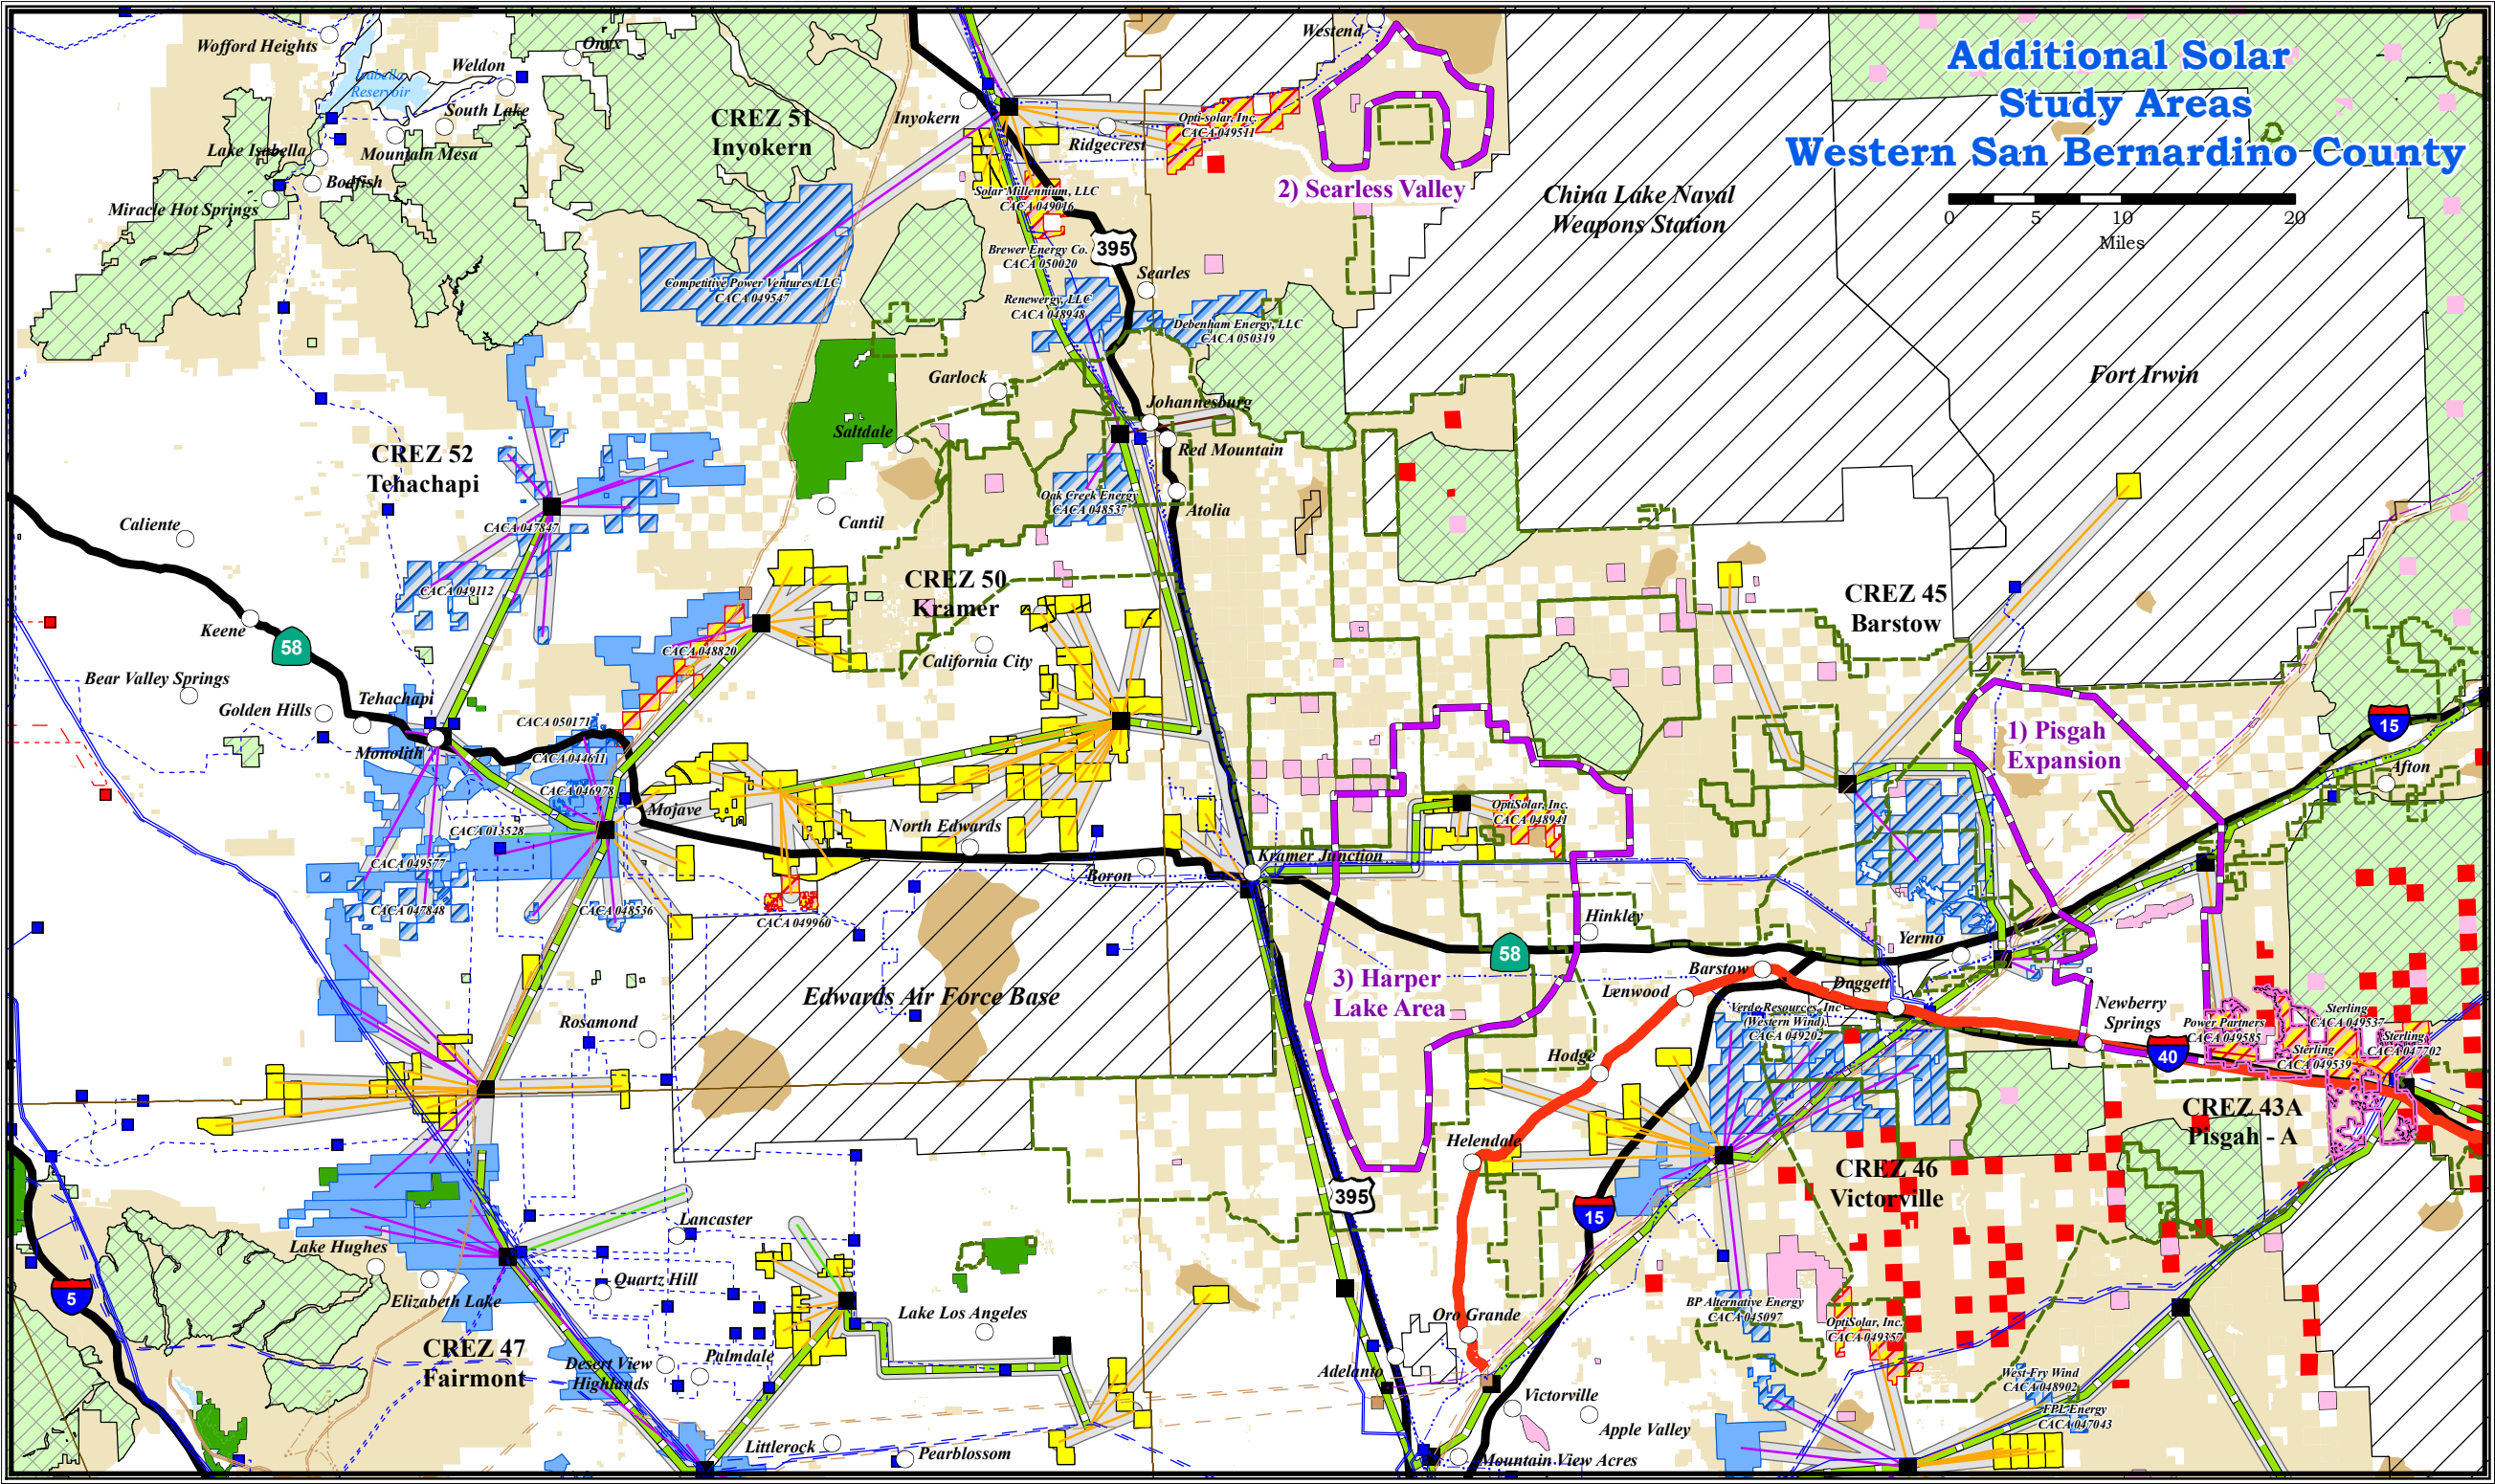 Additional Solar
Study Areas
Western San Bernardino County
0
5
10
20
Miles
Wofford Heights
Onyx
Weldon
Isabella
Reservoir
South Lake
Lake Isabella
Mountain Mesa
Bodfish
Miracle Hot Springs
CREZ 51
Inyokern
Inyokern
Ridgecrest
Westend
Opti-solar, Inc.
CACA 049511
2) Searless Valley
China Lake Naval
Weapons Station
Solar Millennium, LLC
CACA 049016
Brewer Energy Co.
CACA 050020
395
Searles
Competitive Power Ventures LLC
CACA 049547
Renewergy, LLC
CACA 048948
Debenham Energy, LLC
CACA 050319
Fort Irwin
Garlock
Johannesburg
Saltdale
Red Mountain
CREZ 52
Tehachapi
Oak Creek Energy
CACA 048537
Atolia
Cantil
Caliente
CACA 047847
CREZ 50
Kramer
CREZ 45
Barstow
CACA 049112
Keene
58
CACA 048820
California City
Bear Valley Springs
Tehachapi
Golden Hills
CACA 050171
Monolith
CACA 044611
1) Pisgah
Expansion
15
Afton
CACA 046978
Mojave
CACA 013528
North Edwards
OptiSolar, Inc.
CACA 048941
CACA 049577
Kramer Junction
Boron
CACA 047848
CACA 048536
CACA 049960
Hinkley
58
Yermo
Edwards Air Force Base
3) Harper
Lake Area
Barstow
Lenwood
Daggett
Verde Resources, Inc
(Western Wind)
CACA 049202
Newberry
Springs
Rosamond
Power Partners
CACA 049585
Sterling
CACA 049537
Sterling
CACA 049539
Sterling
CACA 047702
Hodge
40
CREZ 43A
Pisgah - A
Helendale
CREZ 46
Victorville
395
15
Lancaster
Lake Hughes
Quartz Hill
Elizabeth Lake
5
Lake Los Angeles
Oro Grande
BP Alternative Energy
CACA 045097
OptiSolar, Inc.
CACA 049357
CREZ 47
Fairmont
Desert View
Highlands
Palmdale
Adelanto
Victorville
West Fry Wind
CACA 048902
FPL Energy
CACA 047043
Apple Valley
Littlerock
Pearblossom
Mountain View Acres